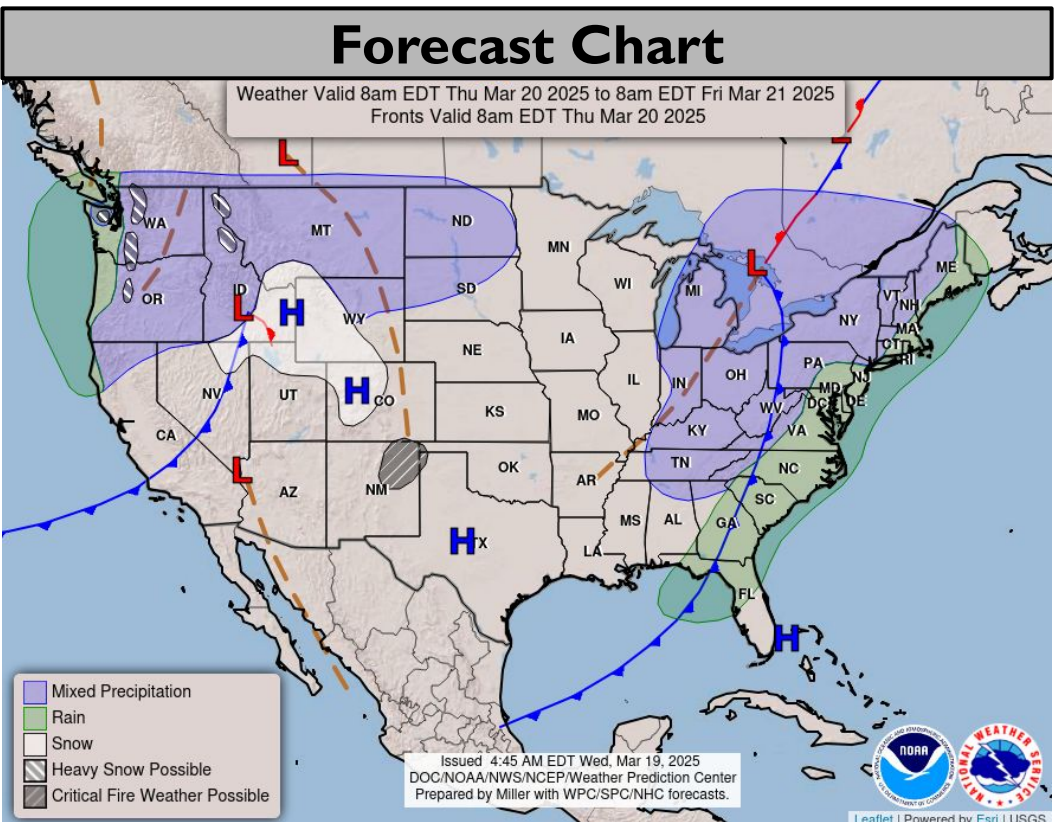 Forecast Chart
Weather Valid 8am EDT Thu Mar 20 2025 to 8am EDT Fri Mar 21 2025
Fronts Valid 8am EDT Thu Mar 20 2025
L
L
WA
MT
ND
MN
L
ME
OR
ID
L
H
WY
SD
WI
MI
VT
NH
NY
MA
CT
RI
NE
IA
PA
NJ
NV
UT
H
CO
IL
IN
OH
MD
DE
DC
WV
VA
CA
KS
MO
KY
L
AZ
NM
OK
AR
TN
NC
SC
H
TX
LA
MS
AL
GA
FL
H
Mixed Precipitation
Rain
Snow
Heavy Snow Possible
Critical Fire Weather Possible
Issued 4:45 AM EDT Wed, Mar 19, 2025
DOC/NOAA/NWS/NCEP/Weather Prediction Center
Prepared by Miller with WPC/SPC/NHC forecasts.
NOAA
NATIONAL WEATHER SERVICE
Leaflet | Powered by Esri | USGS